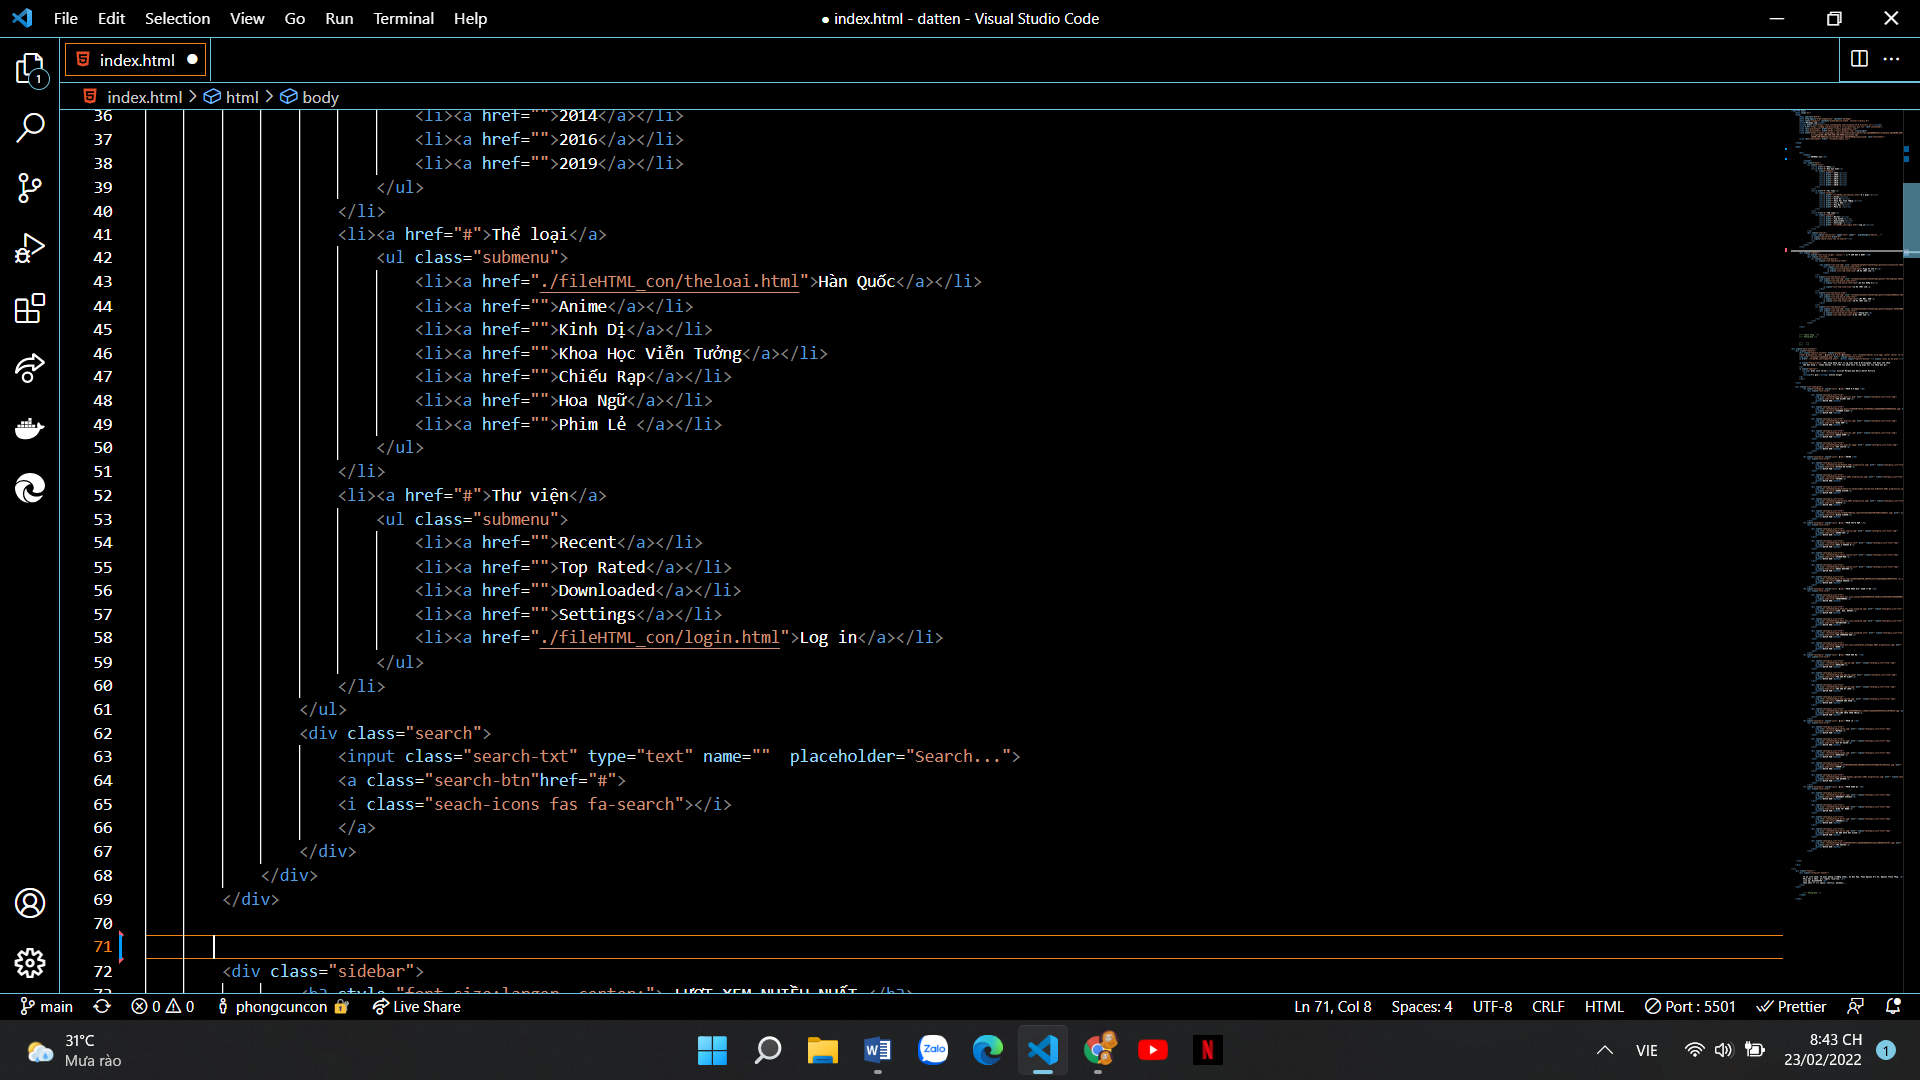 File Edit Selection View Go Run Terminal Help
● index.html - datten - Visual Studio Code
index.html ●
index.html > html > body
36 <li><a href="">2014</a></li>
37 <li><a href="">2016</a></li>
38 <li><a href="">2019</a></li>
39 </ul>
40 </li>
41 <li><a href="#">Thể loại</a>
42 <ul class="submenu">
43 <li><a href="./fileHTML_con/theloai.html">Hàn Quốc</a></li>
44 <li><a href="">Anime</a></li>
45 <li><a href="">Kinh Dị</a></li>
46 <li><a href="">Khoa Học Viễn Tưởng</a></li>
47 <li><a href="">Chiếu Rạp</a></li>
48 <li><a href="">Hoa Ngữ</a></li>
49 <li><a href="">Phim Lẻ </a></li>
50 </ul>
51 </li>
52 <li><a href="#">Thư viện</a>
53 <ul class="submenu">
54 <li><a href="">Recent</a></li>
55 <li><a href="">Top Rated</a></li>
56 <li><a href="">Downloaded</a></li>
57 <li><a href="">Settings</a></li>
58 <li><a href="./fileHTML_con/login.html">Log in</a></li>
59 </ul>
60 </li>
61 </ul>
62 <div class="search">
63 <input class="search-txt" type="text" name=""  placeholder="Search...">
64 <a class="search-btn"href="#">
65 <i class="seach-icons fas fa-search"></i>
66 </a>
67 </div>
68 </div>
69 </div>
70
71
72 <div class="sidebar">
main 0 0 phongcuncon Live Share Ln 71, Col 8 Spaces: 4 UTF-8 CRLF HTML Port : 5501 Prettier
31°C
Mưa rào
Zalo
VIE
8:43 CH
23/02/2022
1